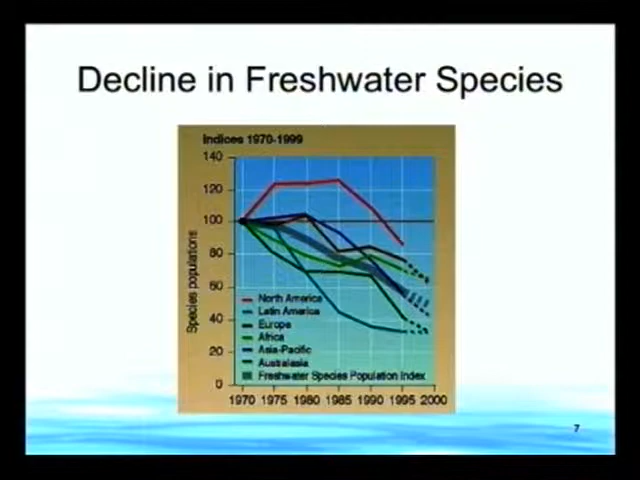 Decline in Freshwater Species
Indices 1970-1999
140
120
100
80
60
40
20
0
Species populations
North America
Latin America
Europe
Africa
Asia-Pacific
Australasia
Freshwater Species Population Index
1970 1975 1980 1985 1990 1995 2000
7